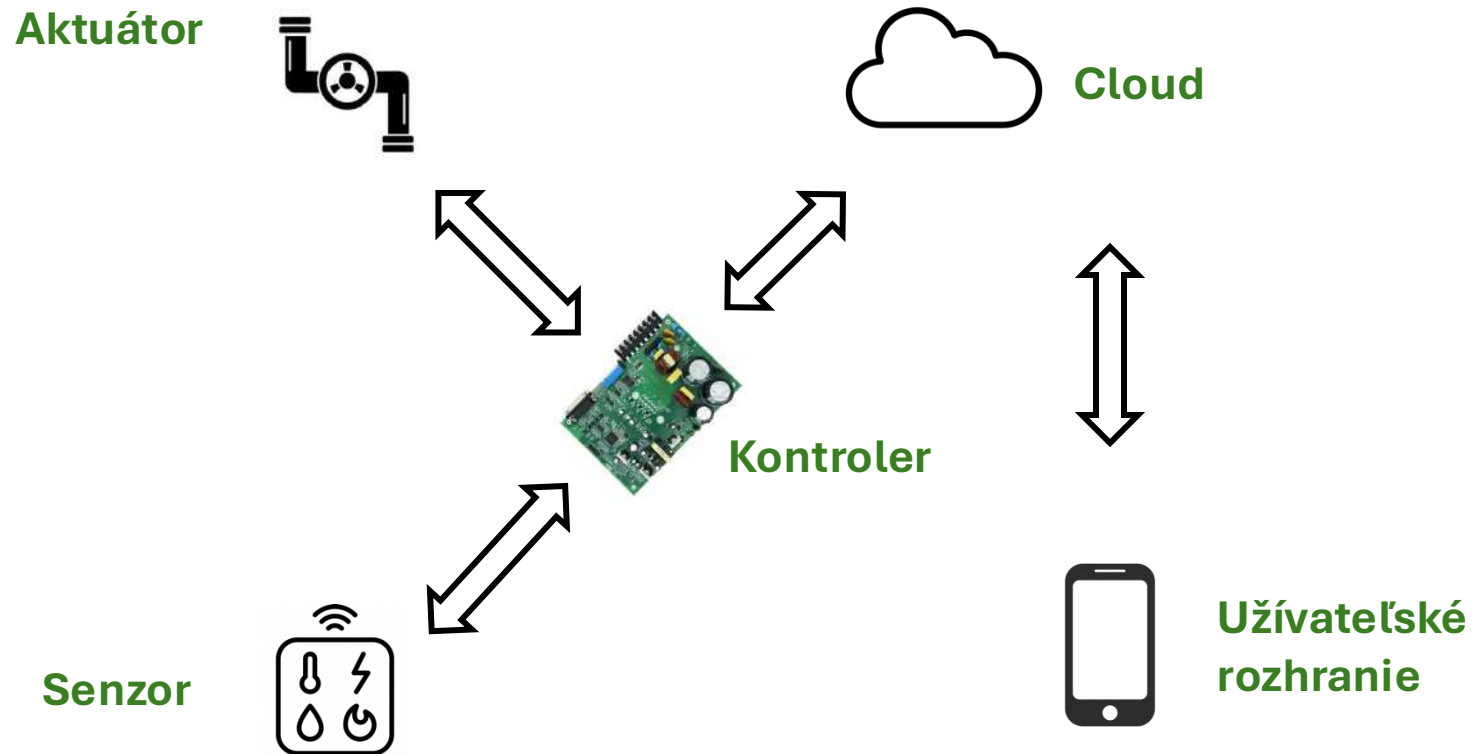 Aktuátor
Cloud
Kontroler
Senzor
Užívateľské
rozhranie